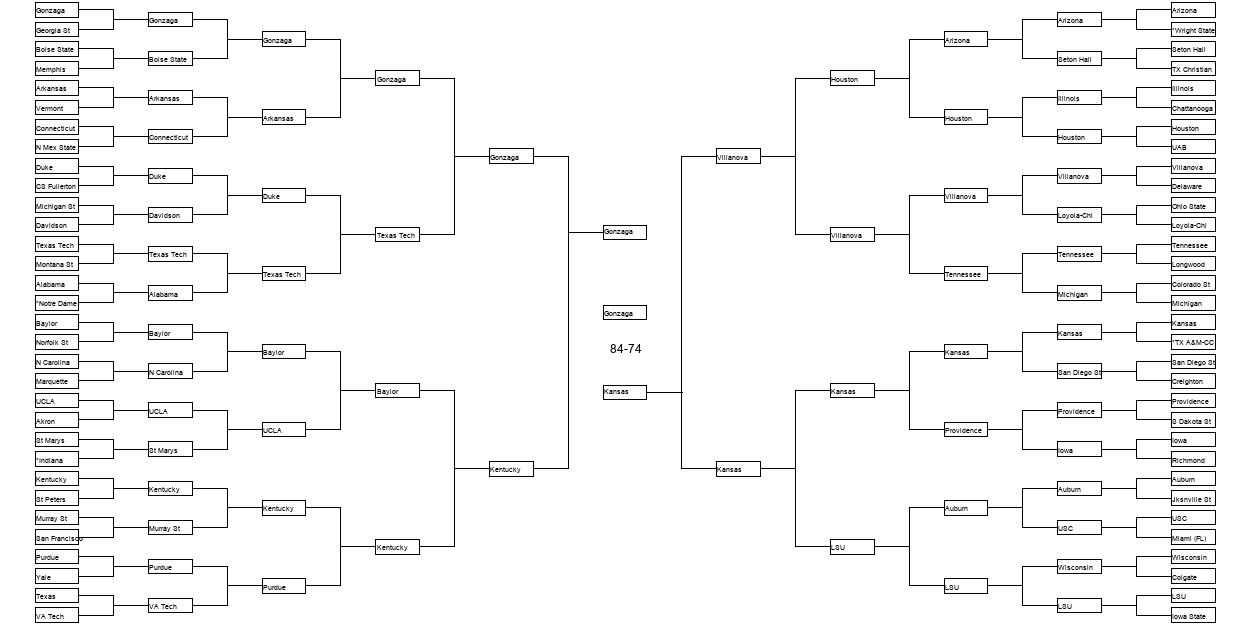 Gonzaga
Georgia St
Boise State
Memphis
Arkansas
Vermont
Connecticut
N Mex State
Duke
CS Fullerton
Michigan St
Davidson
Texas Tech
Montana St
Alabama
*Notre Dame
Baylor
Norfolk St
N Carolina
Marquette
UCLA
Akron
St Marys
*Indiana
Kentucky
St Peters
Murray St
San Francisco
Purdue
Yale
Texas
VA Tech
Gonzaga
Boise State
Arkansas
Connecticut
Duke
Davidson
Texas Tech
Alabama
Baylor
N Carolina
UCLA
St Marys
Kentucky
Murray St
Purdue
VA Tech
Gonzaga
Arkansas
Duke
Texas Tech
Baylor
UCLA
Kentucky
Purdue
Gonzaga
Texas Tech
Baylor
Kentucky
Gonzaga
Kentucky
Gonzaga
Gonzaga
84-74
Kansas
Villanova
Kansas
Houston
Villanova
Kansas
LSU
Arizona
Houston
Villanova
Tennessee
Kansas
Providence
Auburn
LSU
Arizona
Seton Hall
Illinois
Houston
Villanova
Loyola-Chi
Tennessee
Michigan
Kansas
San Diego St
Providence
Iowa
Auburn
USC
Wisconsin
LSU
Arizona
*Wright State
Seton Hall
TX Christian
Illinois
Chattanooga
Houston
UAB
Villanova
Delaware
Ohio State
Loyola-Chi
Tennessee
Longwood
Colorado St
Michigan
Kansas
*TX A&M-CC
San Diego St
Creighton
Providence
S Dakota St
Iowa
Richmond
Auburn
Jksnville St
USC
Miami (FL)
Wisconsin
Colgate
LSU
Iowa State